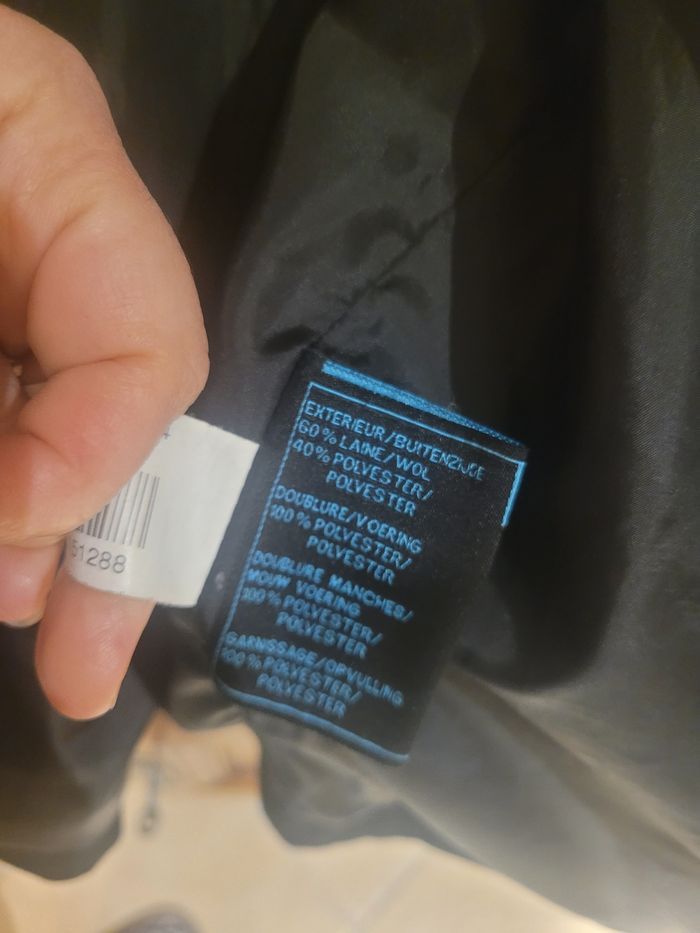 51288
EXTERIEUR/BUITENZIJDE
60% LAINE/WOL
40% POLYESTER/
POLYESTER
DOUBLURE/VOERING
100% POLYESTER/
POLYESTER
DOUBLURE MANCHES/
MOUW VOERING
100% POLYESTER/
POLYESTER
GARNISSAGE/OPVULLING
100% POLYESTER/
POLYESTER